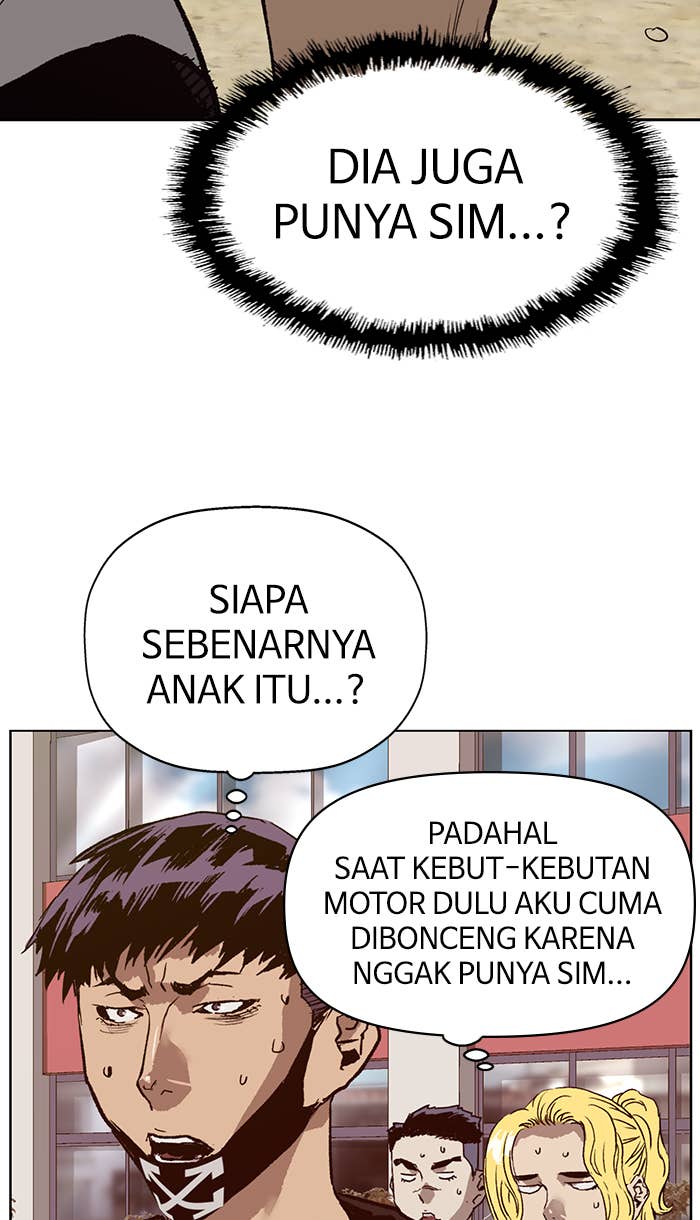 DIA JUGA
PUNYA SIM...?
SIAPA
SEBENARNYA
ANAK ITU...?
PADAHAL
SAAT KEBUT-KEBUTAN
MOTOR DULU AKU CUMA
DIBONCENG KARENA
NGGAK PUNYA SIM...